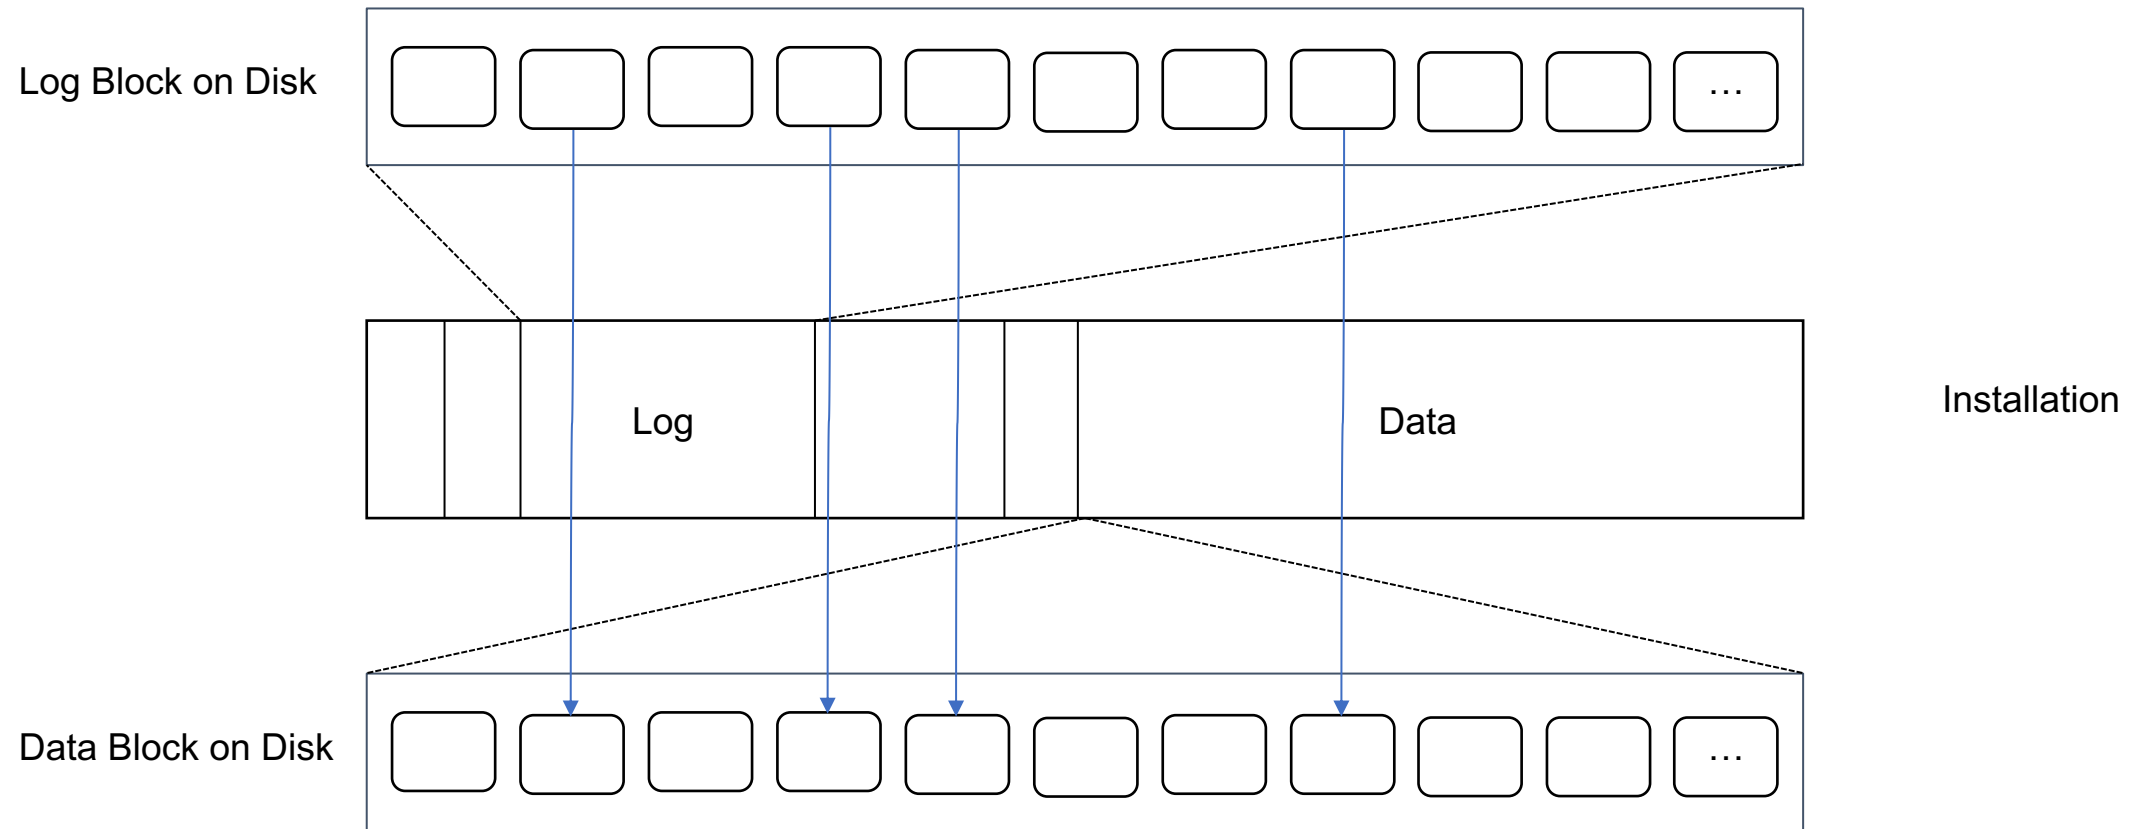 Log Block on Disk
…
Log
Data
Installation
Data Block on Disk
…